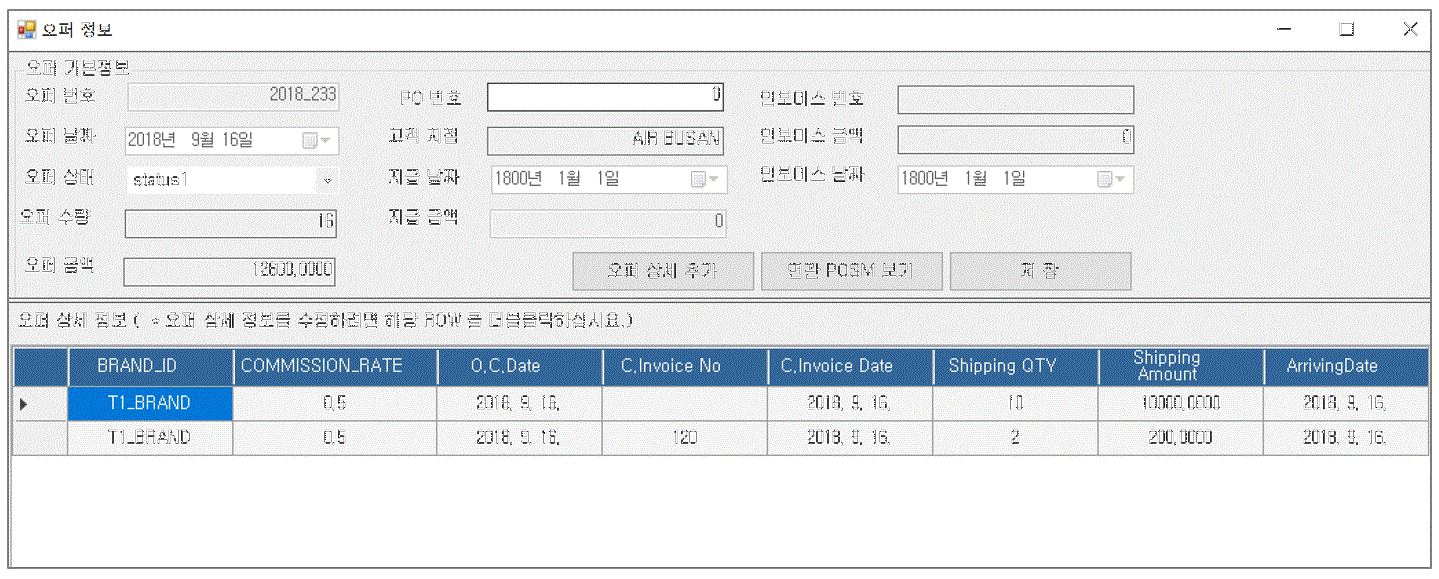 오퍼 정보
오퍼 기본정보
오퍼 번호 2018_233 PO 번호 0 인보이스 번호
오퍼 날짜 2018년 9월 16일 고객 지점 AIR BUSAN 인보이스 금액 0
오퍼 상태 status1 지급 날짜 1800년 1월 1일 인보이스 날짜 1800년 1월 1일
오퍼 수량 16 지급 금액 0
오퍼 금액 12600,0000 오퍼 상세 추가 연관 POSM 보기 저 장
오퍼 상세 정보 ( * 오퍼 상세 정보를 수정하려면 해당 ROW 를 더블클릭하십시요.)
BRAND_ID COMMISSION_RATE O,C,Date C,Invoice No C,Invoice Date Shipping QTY Shipping Amount ArrivingDate
T1_BRAND 0,5 2018, 9, 16, 2018, 9, 16, 10 10000,0000 2018, 9, 16,
T1_BRAND 0,5 2018, 9, 16, 120 2018, 9, 16, 2 200,0000 2018, 9, 16,